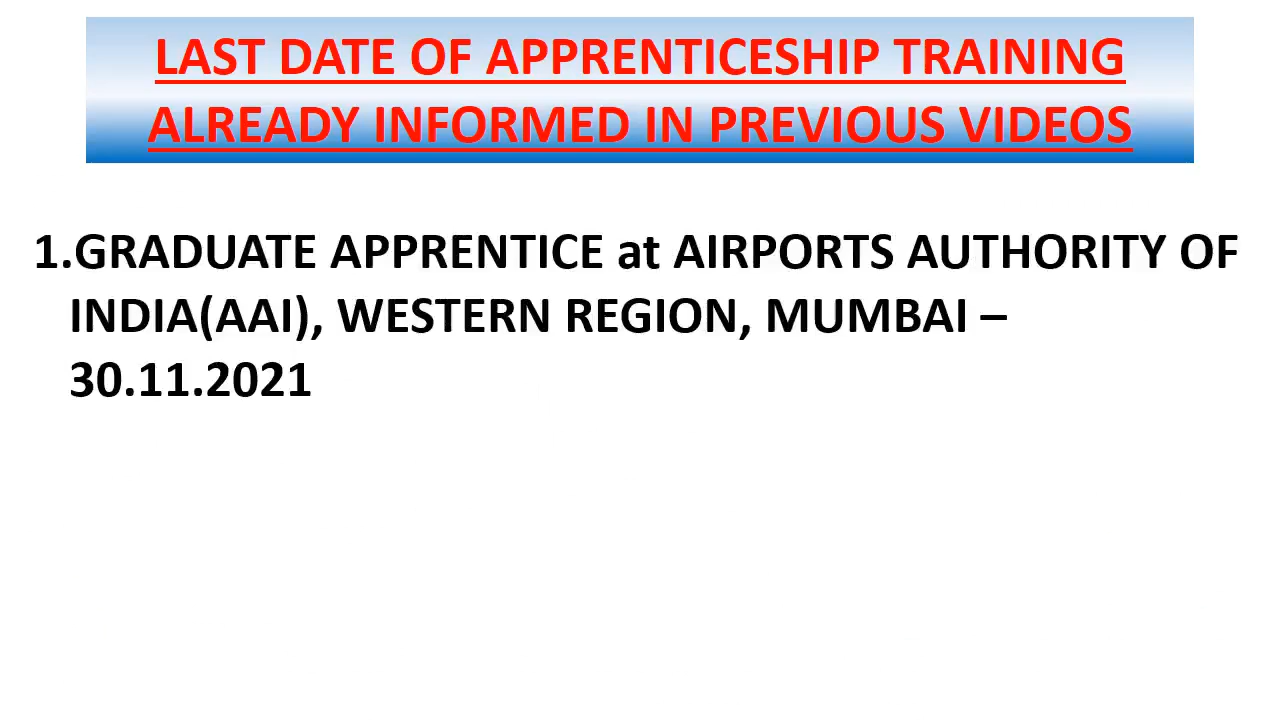 LAST DATE OF APPRENTICESHIP TRAINING
ALREADY INFORMED IN PREVIOUS VIDEOS
1.GRADUATE APPRENTICE at AIRPORTS AUTHORITY OF
INDIA(AAI), WESTERN REGION, MUMBAI –
30.11.2021